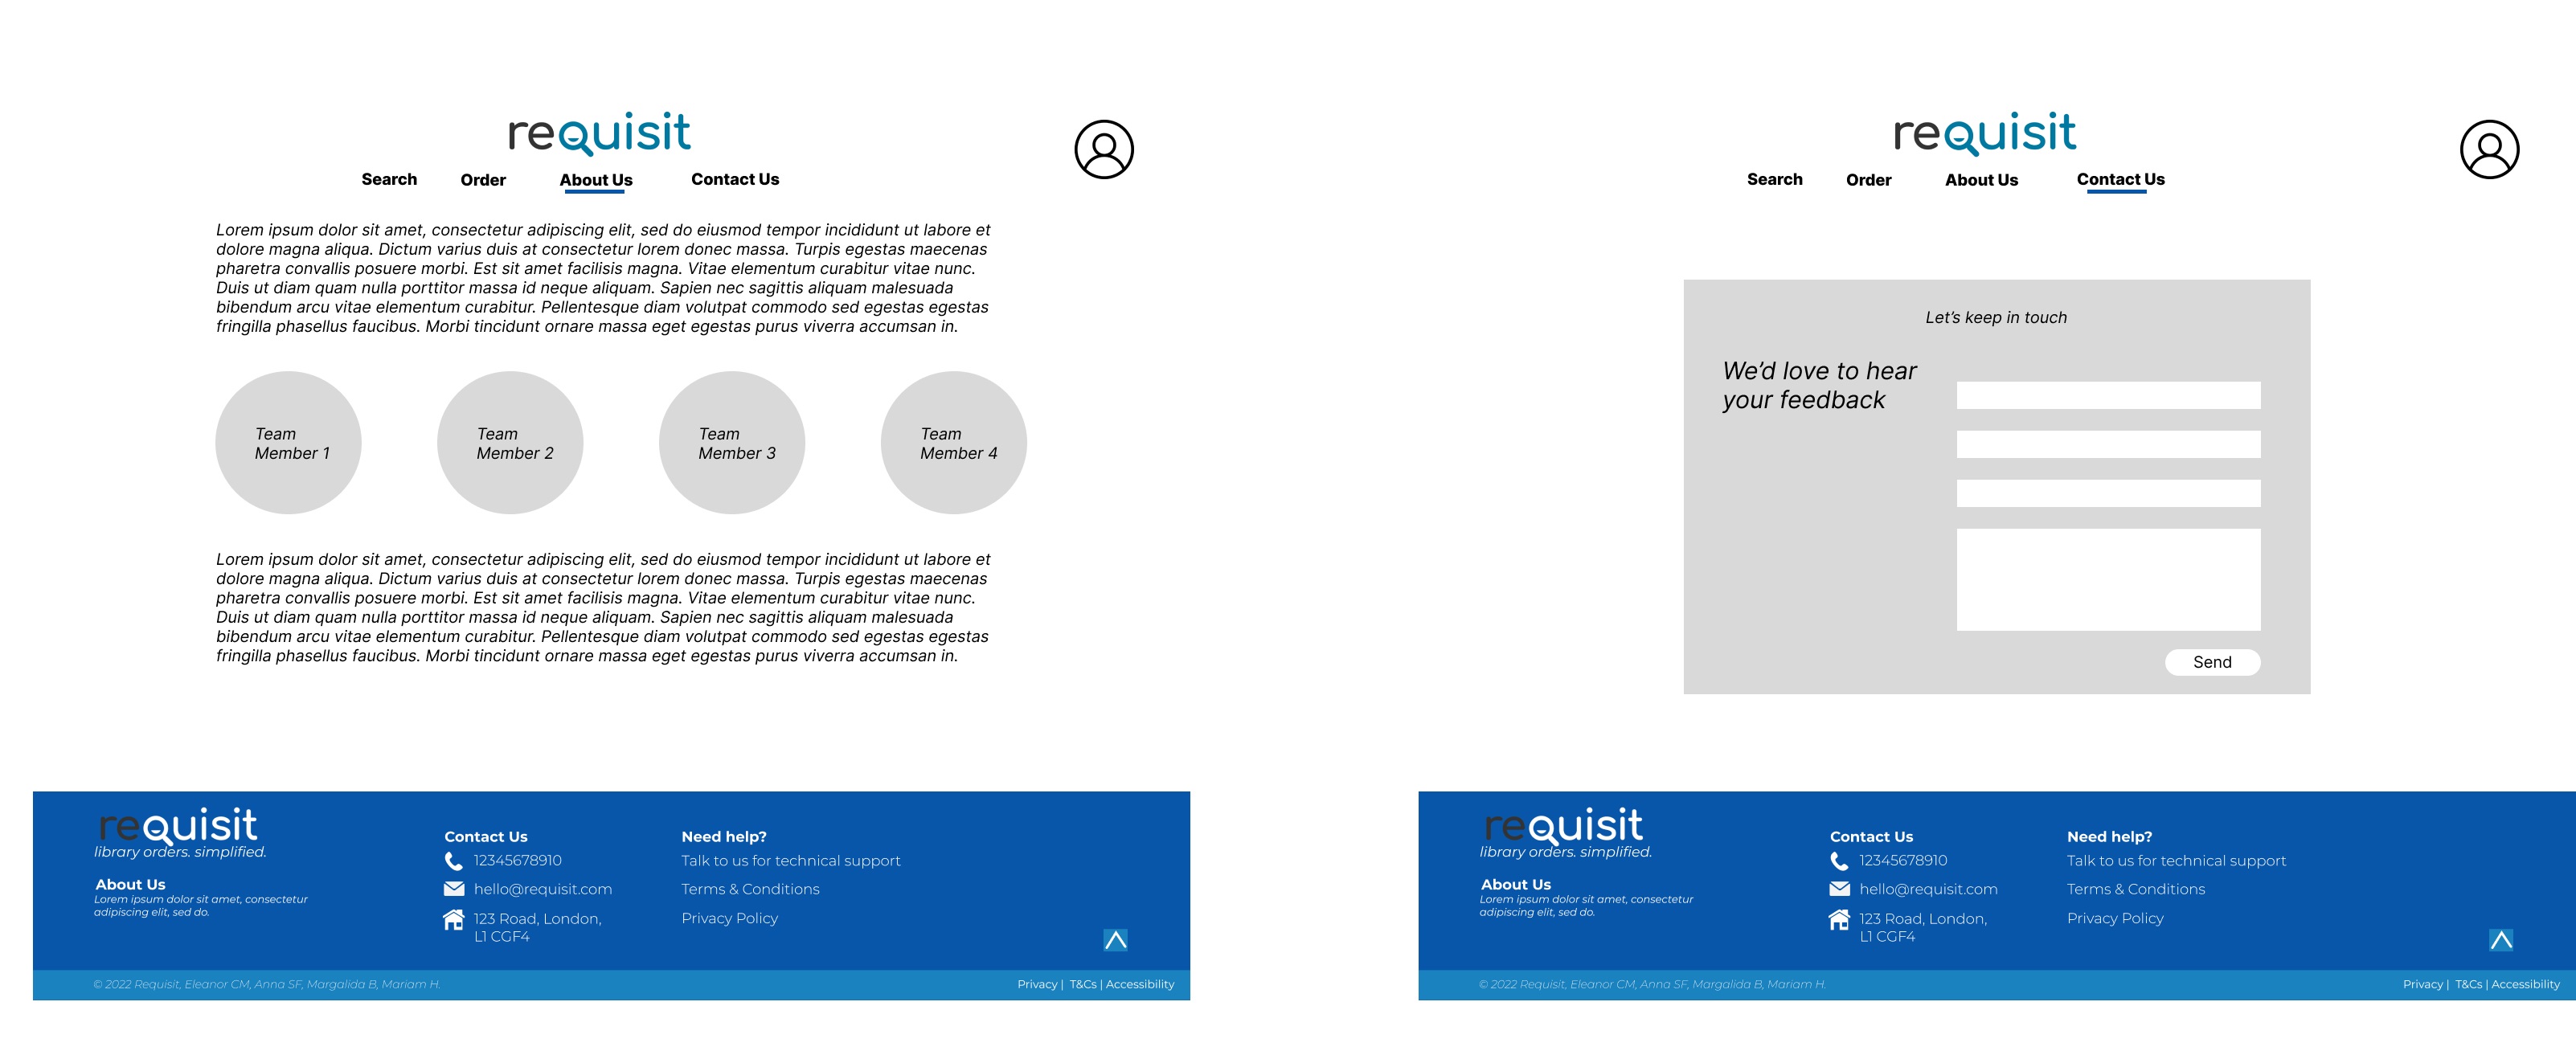 requisit
Search Order About Us Contact Us
Lorem ipsum dolor sit amet, consectetur adipiscing elit, sed do eiusmod tempor incididunt ut labore et
dolore magna aliqua. Dictum varius duis at consectetur lorem donec massa. Turpis egestas maecenas
pharetra convallis posuere morbi. Est sit amet facilisis magna. Vitae elementum curabitur vitae nunc.
Duis ut diam quam nulla porttitor massa id neque aliquam. Sapien nec sagittis aliquam malesuada
bibendum arcu vitae elementum curabitur. Pellentesque diam volutpat commodo sed egestas egestas
fringilla phasellus faucibus. Morbi tincidunt ornare massa eget egestas purus viverra accumsan in.
Team
Member 1
Team
Member 2
Team
Member 3
Team
Member 4
Lorem ipsum dolor sit amet, consectetur adipiscing elit, sed do eiusmod tempor incididunt ut labore et
dolore magna aliqua. Dictum varius duis at consectetur lorem donec massa. Turpis egestas maecenas
pharetra convallis posuere morbi. Est sit amet facilisis magna. Vitae elementum curabitur vitae nunc.
Duis ut diam quam nulla porttitor massa id neque aliquam. Sapien nec sagittis aliquam malesuada
bibendum arcu vitae elementum curabitur. Pellentesque diam volutpat commodo sed egestas egestas
fringilla phasellus faucibus. Morbi tincidunt ornare massa eget egestas purus viverra accumsan in.
requisit
library orders. simplified.
About Us
Lorem ipsum dolor sit amet, consectetur
adipiscing elit, sed do.
Contact Us
12345678910
hello@requisit.com
123 Road, London,
L1 CGF4
Need help?
Talk to us for technical support
Terms & Conditions
Privacy Policy
© 2022 Requisit, Eleanor CM, Anna SF, Margalida B, Mariam H.
Privacy | T&Cs | Accessibility
requisit
Search Order About Us Contact Us
Let's keep in touch
We'd love to hear
your feedback
Send
requisit
library orders. simplified.
About Us
Lorem ipsum dolor sit amet, consectetur
adipiscing elit, sed do.
Contact Us
12345678910
hello@requisit.com
123 Road, London,
L1 CGF4
Need help?
Talk to us for technical support
Terms & Conditions
Privacy Policy
© 2022 Requisit, Eleanor CM, Anna SF, Margalida B, Mariam H.
Privacy | T&Cs | Accessibility